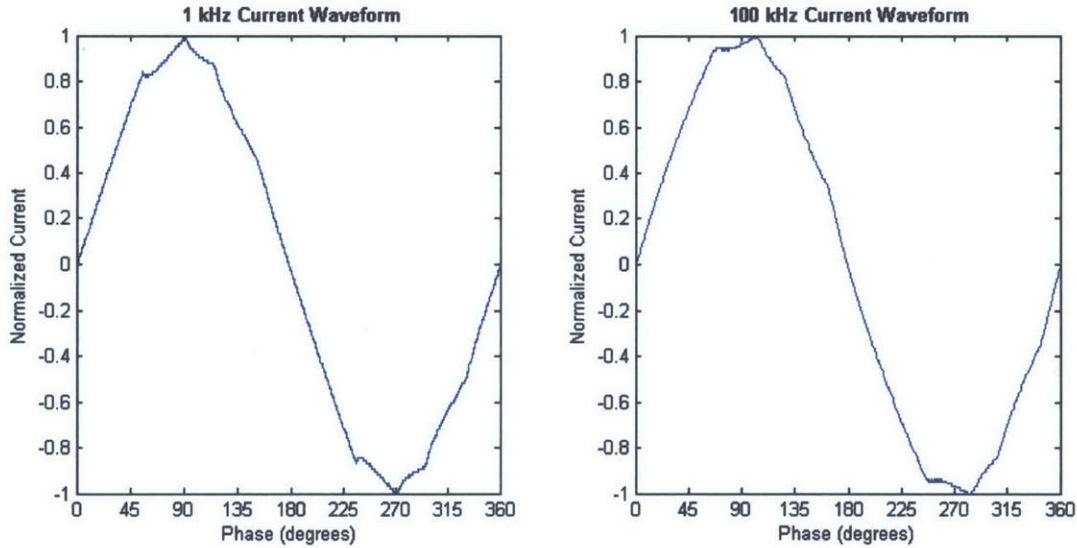 1 kHz Current Waveform
Normalized Current
1
0.8
0.6
0.4
0.2
0
-0.2
-0.4
-0.6
-0.8
-1
0 45 90 135 180 225 270 315 360
Phase (degrees)
100 kHz Current Waveform
Normalized Current
1
0.8
0.6
0.4
0.2
0
-0.2
-0.4
-0.6
-0.8
-1
0 45 90 135 180 225 270 315 360
Phase (degrees)